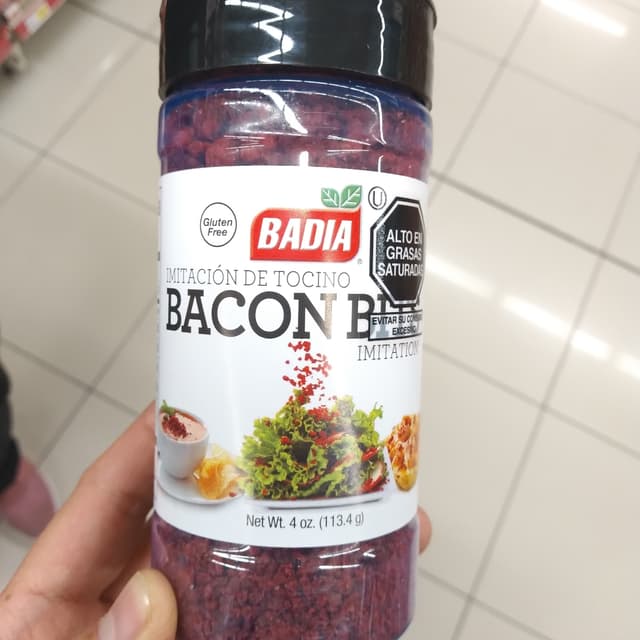 Gluten
Free
BADIA
®
U
ALTO EN
GRASAS
SATURADAS
IMITACIÓN DE TOCINO
BACON
EVITAR SU
EXCESIVO
IMITATION
Net Wt. 4 oz. (113.4 g)